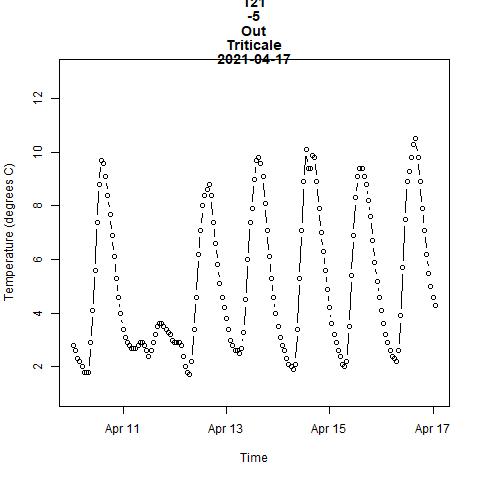 121
-5
Out
Triticale
2021-04-17
Temperature (degrees C)
12
10
8
6
4
2
Apr 11
Apr 13
Apr 15
Apr 17
Time